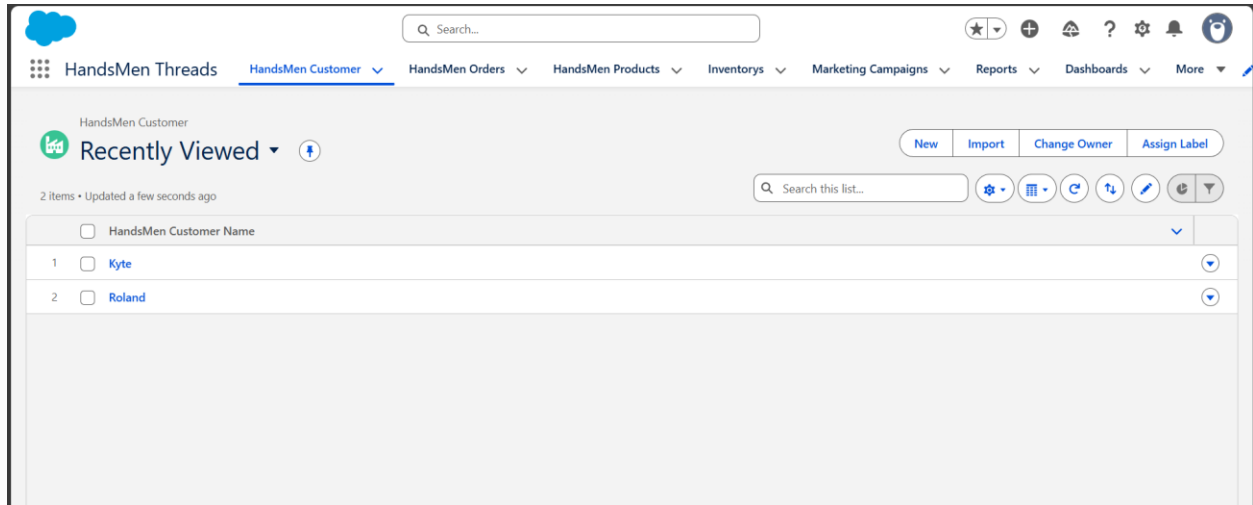 Search...
HandsMen Threads HandsMen Customer HandsMen Orders HandsMen Products Inventorys Marketing Campaigns Reports Dashboards More
HandsMen Customer
Recently Viewed
New Import Change Owner Assign Label
2 items • Updated a few seconds ago
Search this list...
HandsMen Customer Name
1 Kyte
2 Roland